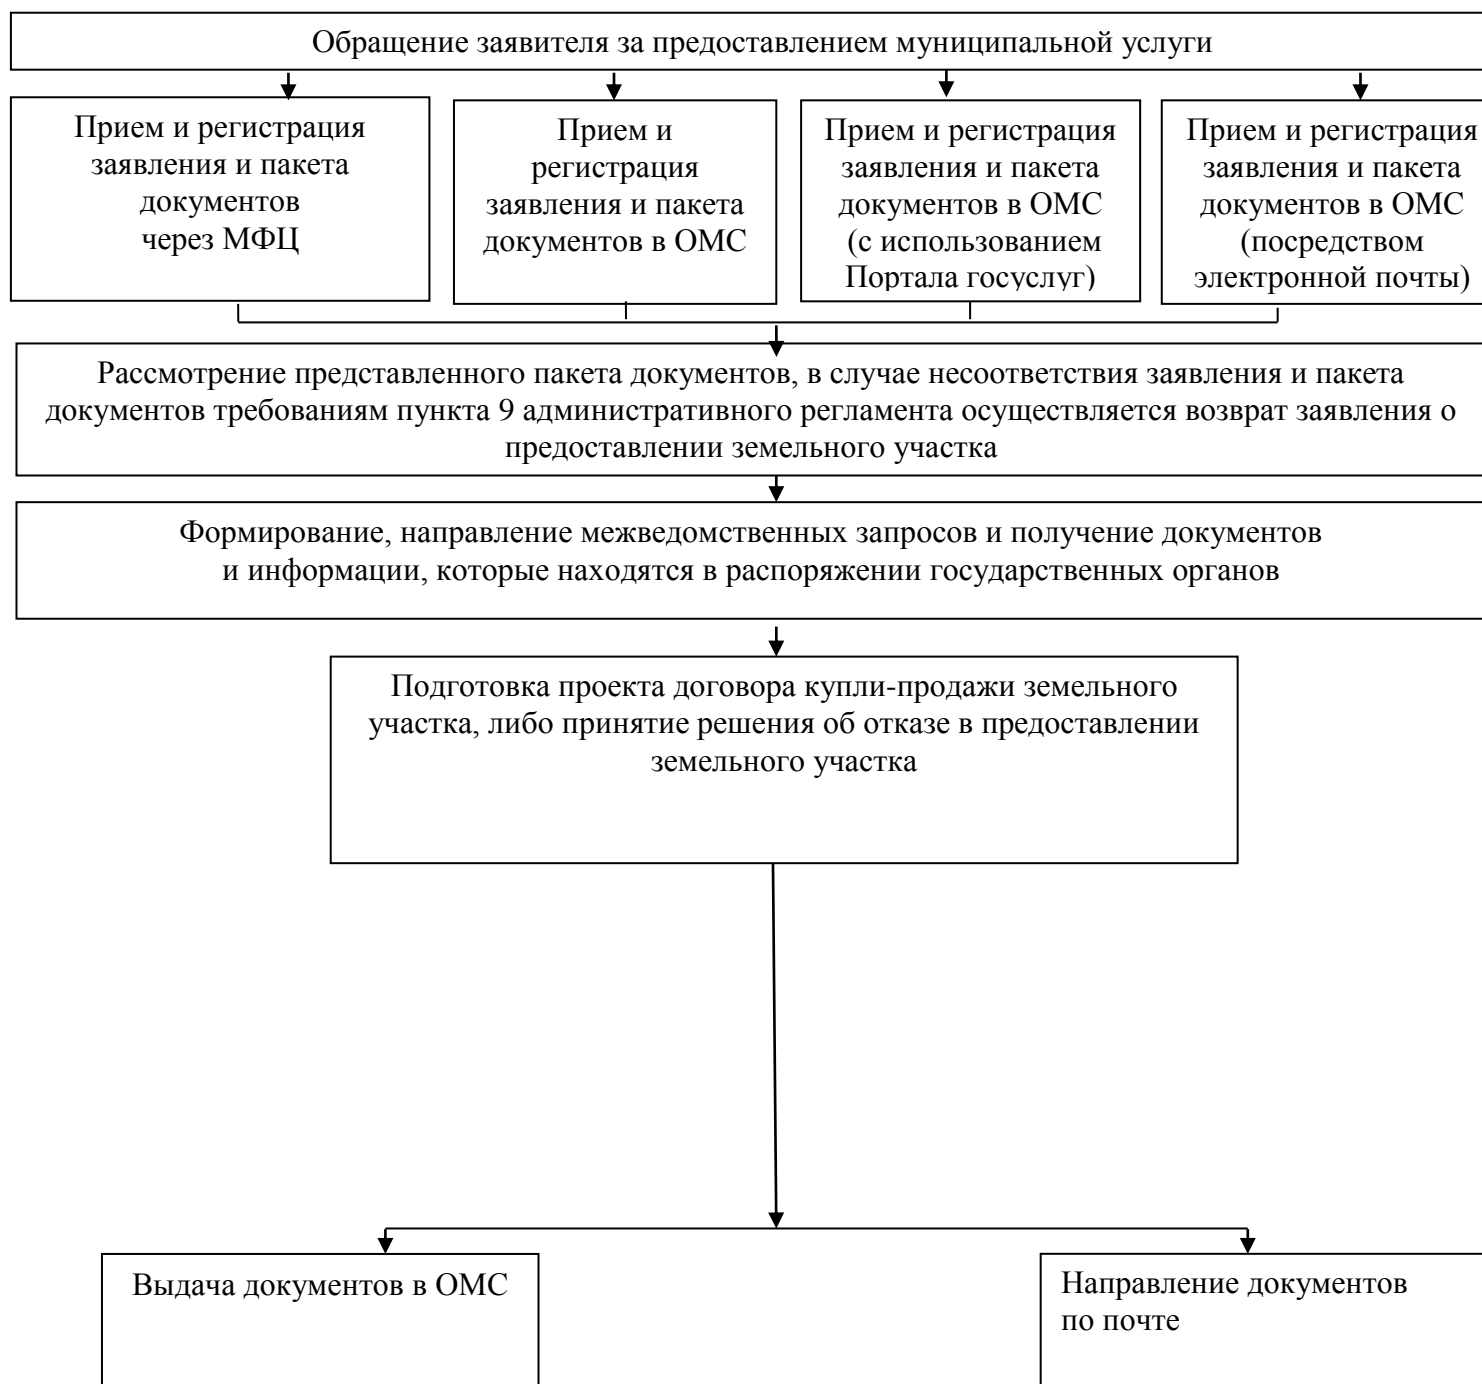 Обращение заявителя за предоставлением муниципальной услуги
Прием и регистрация
заявления и пакета
документов
через МФЦ
Прием и
регистрация
заявления и пакета
документов в ОМС
Прием и регистрация
заявления и пакета
документов в ОМС
(с использованием
Портала госуслуг)
Прием и регистрация
заявления и пакета
документов в ОМС
(посредством
электронной почты)
Рассмотрение представленного пакета документов, в случае несоответствия заявления и пакета
документов требованиям пункта 9 административного регламента осуществляется возврат заявления о
предоставлении земельного участка
Формирование, направление межведомственных запросов и получение документов
и информации, которые находятся в распоряжении государственных органов
Подготовка проекта договора купли-продажи земельного
участка, либо принятие решения об отказе в предоставлении
земельного участка
Выдача документов в ОМС
Направление документов
по почте